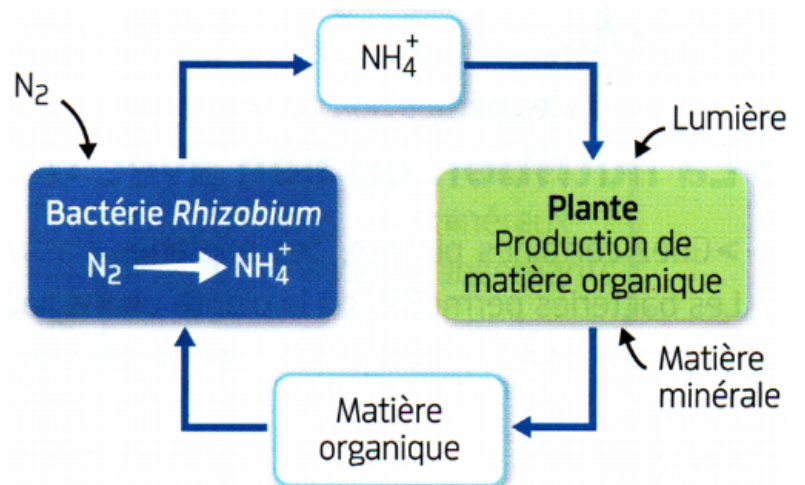 NH₄⁺
N₂
Lumière
Bactérie Rhizobium
N₂ → NH₄⁺
Plante
Production de
matière organique
Matière
minérale
Matière
organique